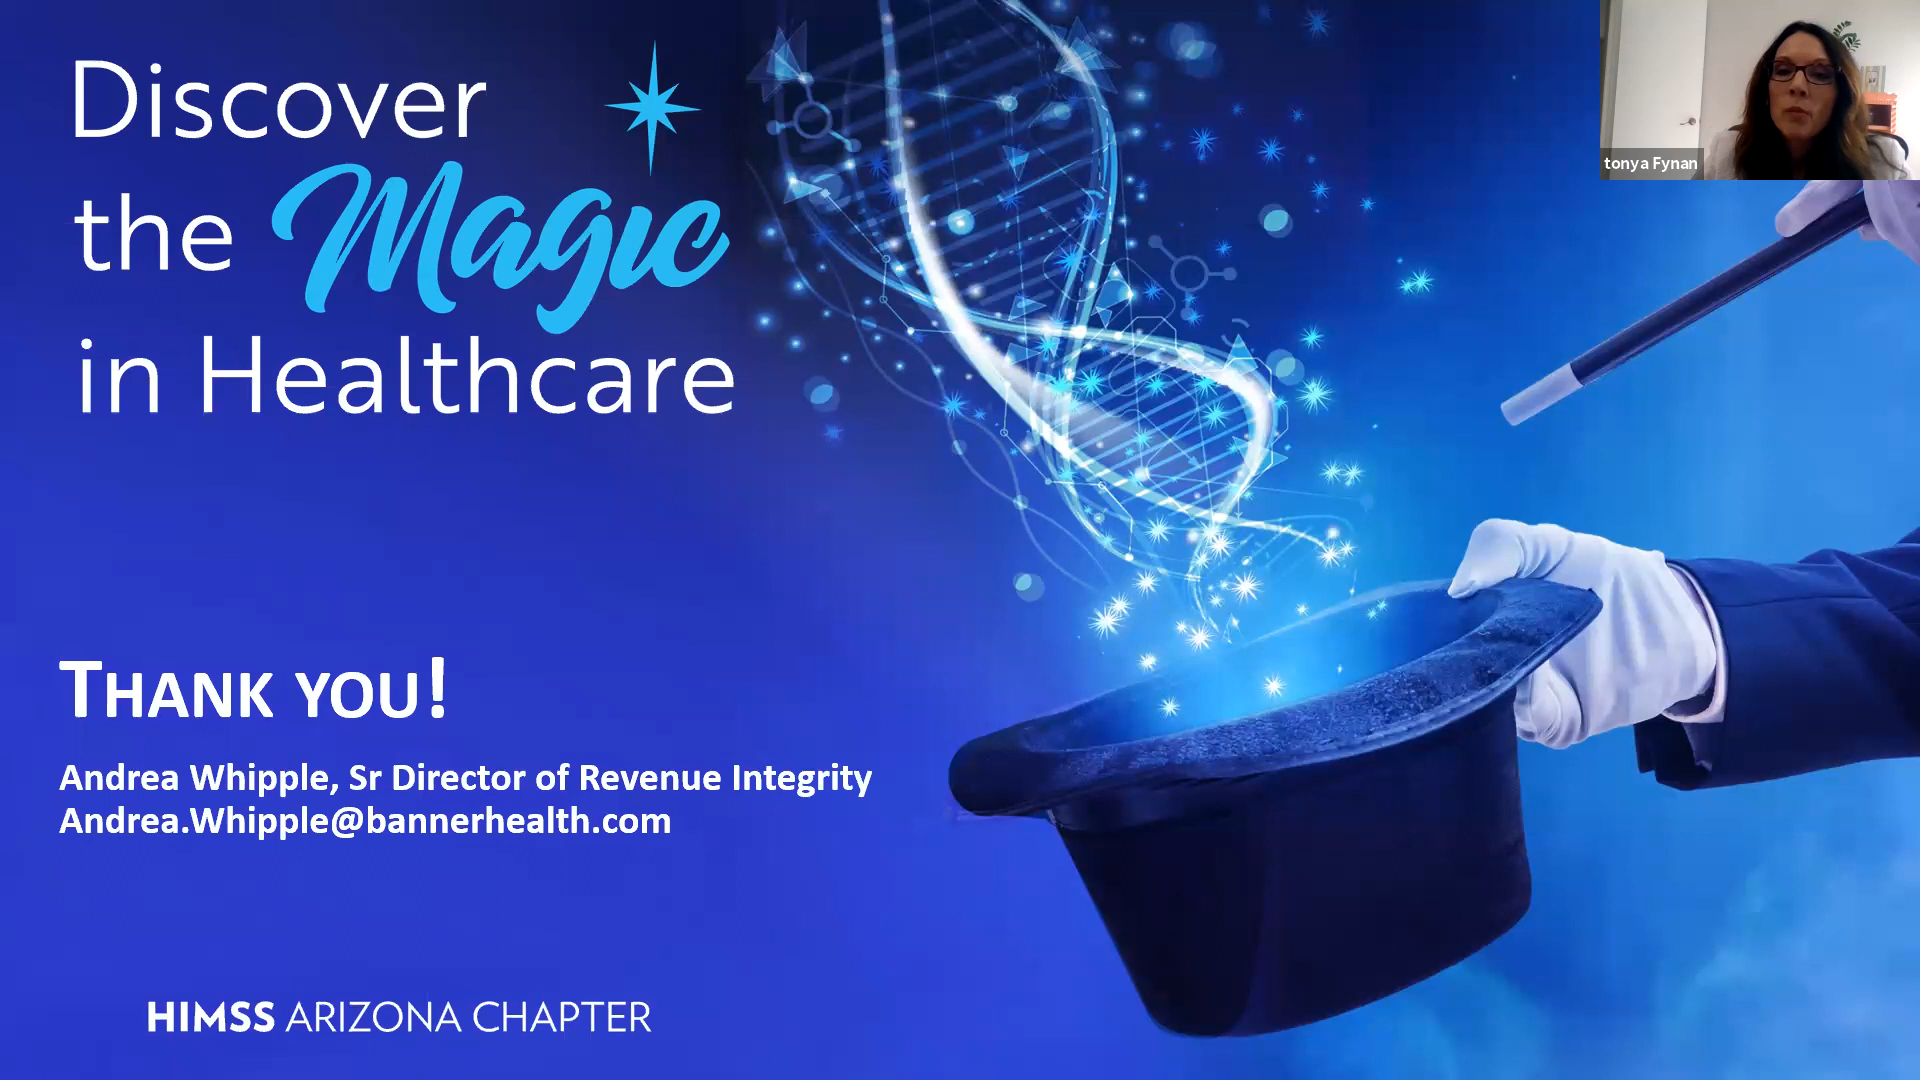 Discover
the Magic
in Healthcare
tonya Fynan
THANK YOU!
Andrea Whipple, Sr Director of Revenue Integrity
Andrea.Whipple@bannerhealth.com
HIMSS ARIZONA CHAPTER